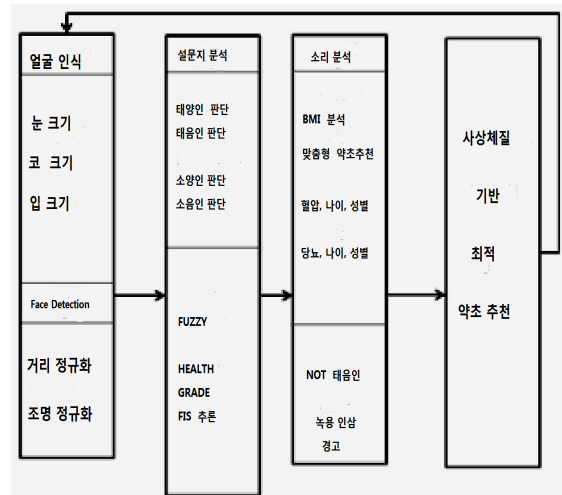 얼굴 인식
눈 크기
코 크기
입 크기
Face Detection
거리 정규화
조명 정규화
설문지 분석
태양인 판단
태음인 판단
소양인 판단
소음인 판단
FUZZY
HEALTH
GRADE
FIS 추론
소리 분석
BMI 분석
맞춤형 약초추천
혈압, 나이, 성별
당뇨, 나이, 성별
NOT 태음인
녹용 인삼
경고
사상체질
기반
최적
약초 추천